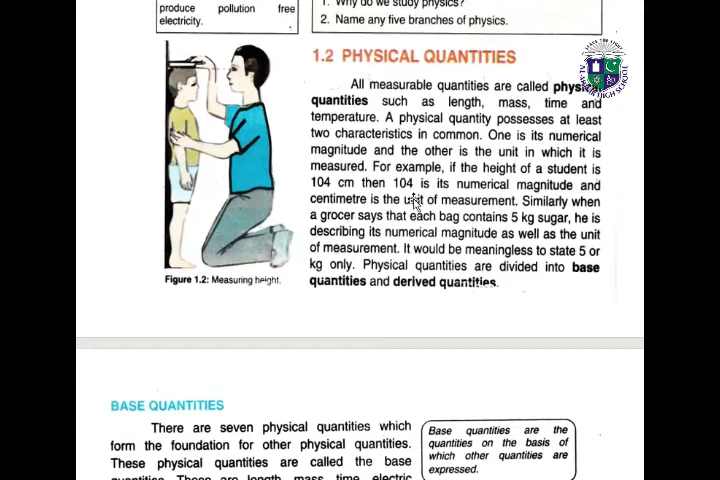 produce pollution free
electricity.
1. Why do we study physics?
2. Name any five branches of physics.
1.2 PHYSICAL QUANTITIES
All measurable quantities are called physical
quantities such as length, mass, time and
temperature. A physical quantity possesses at least
two characteristics in common. One is its numerical
magnitude and the other is the unit in which it is
measured. For example, if the height of a student is
104 cm then 104 is its numerical magnitude and
centimetre is the unit of measurement. Similarly when
a grocer says that each bag contains 5 kg sugar, he is
describing its numerical magnitude as well as the unit
of measurement. It would be meaningless to state 5 or
kg only. Physical quantities are divided into base
quantities and derived quantities.
Figure 1.2: Measuring height.
BASE QUANTITIES
There are seven physical quantities which
form the foundation for other physical quantities.
These physical quantities are called the base
quantities. These are length, mass, time, electric
Base quantities are the
quantities on the basis of
which other quantities are
expressed.